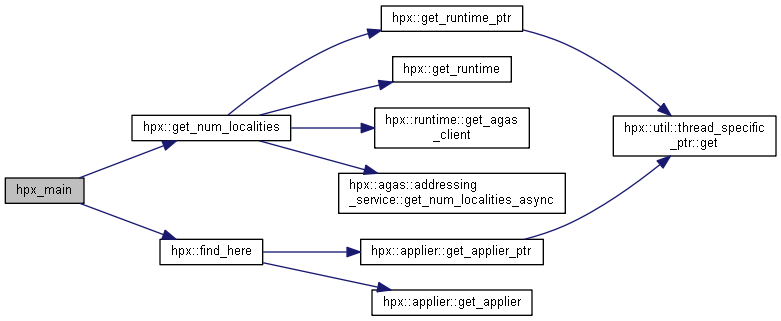 hpx::get_runtime_ptr
hpx::get_runtime
hpx::get_num_localities
hpx::runtime::get_agas
_client
hpx::util::thread_specific
_ptr::get
hpx_main
hpx::agas::addressing
_service::get_num_localities_async
hpx::find_here
hpx::applier::get_applier_ptr
hpx::applier::get_applier